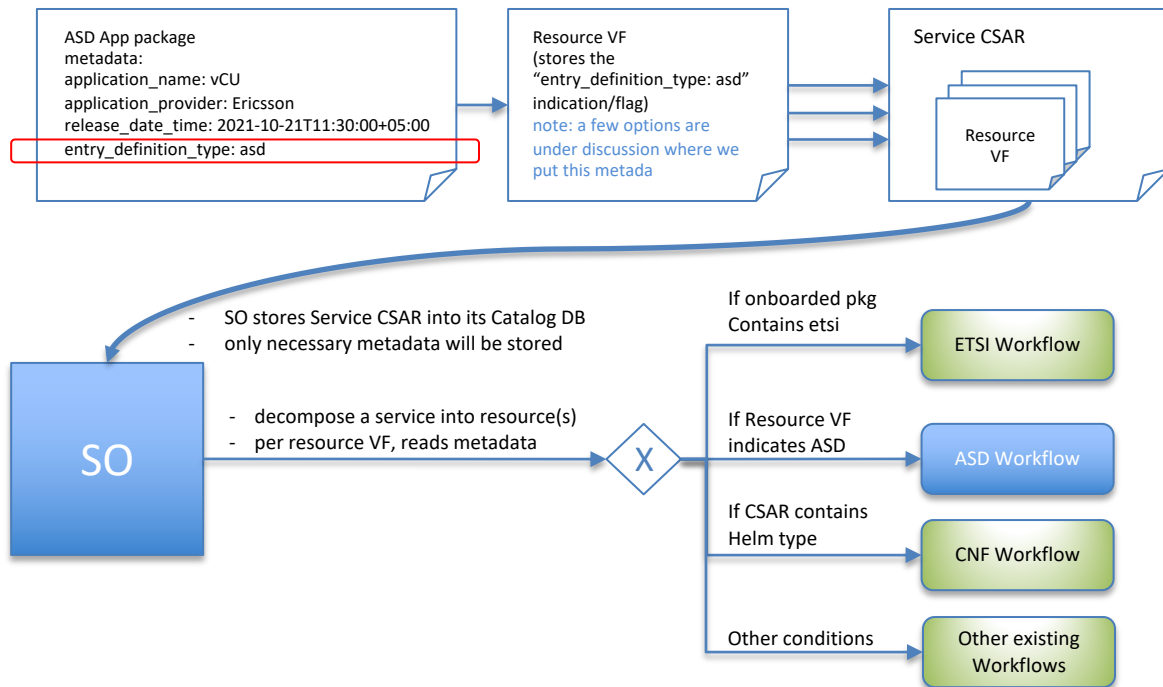 ASD App package
metadata:
application_name: vCU
application_provider: Ericsson
release_date_time: 2021-10-21T11:30:00+05:00
entry_definition_type: asd
Resource VF
(stores the
“entry_definition_type: asd”
indication/flag)
note: a few options are
under discussion where we
put this metada
Service CSAR
Resource
VF
- SO stores Service CSAR into its Catalog DB
- only necessary metadata will be stored
SO
- decompose a service into resource(s)
- per resource VF, reads metadata
X
If onboarded pkg
Contains etsi
ETSI Workflow
If Resource VF
indicates ASD
ASD Workflow
If CSAR contains
Helm type
CNF Workflow
Other conditions
Other existing
Workflows